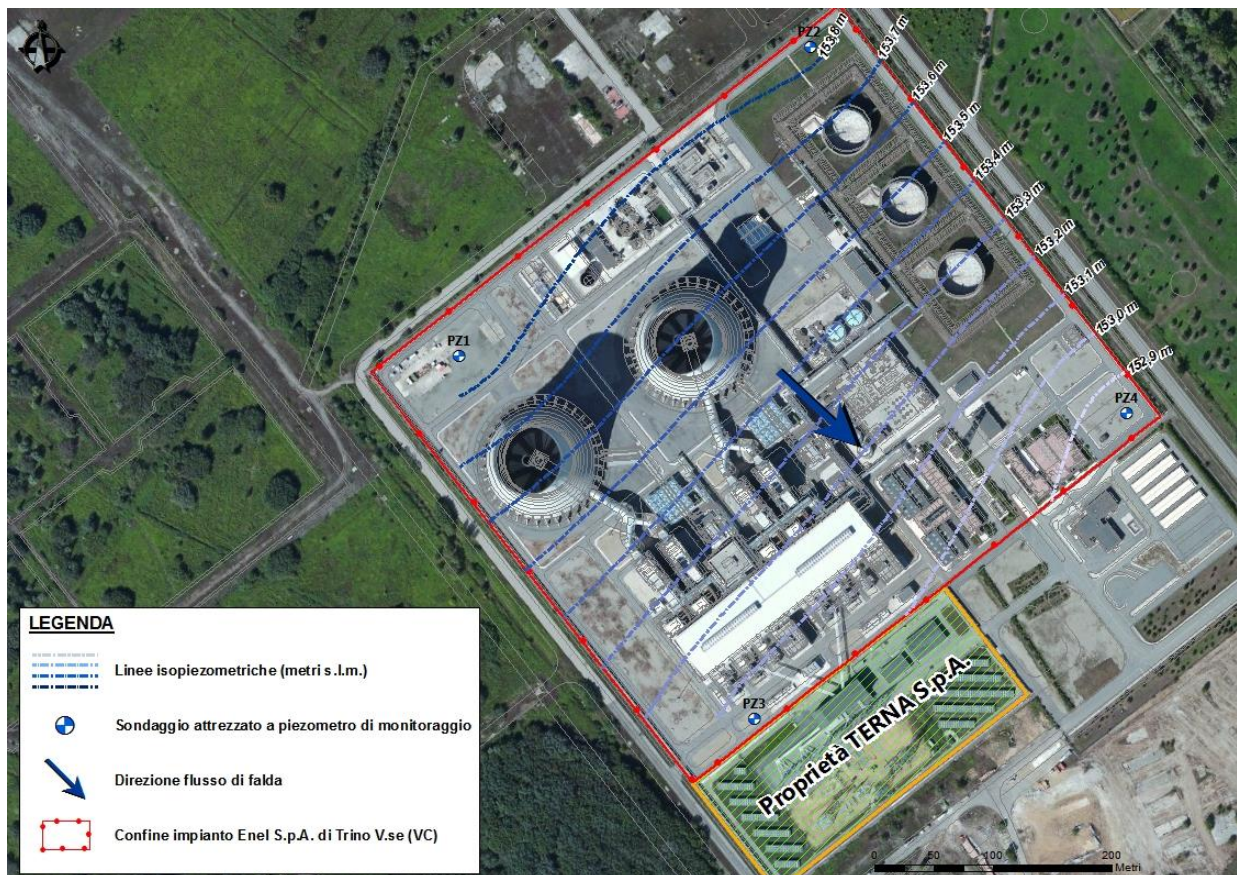 PZ2
153,8 m
153,7 m
153,6 m
153,5 m
153,4 m
153,3 m
153,2 m
153,1 m
153,0 m
152,9 m
PZ1
PZ4
PZ3
Proprietà TERNA S.p.A.
LEGENDA
Linee isopiezometriche (metri s.l.m.)
Sondaggio attrezzato a piezometro di monitoraggio
Direzione flusso di falda
Confine impianto Enel S.p.A. di Trino V.se (VC)
0 50 100 200
Metri